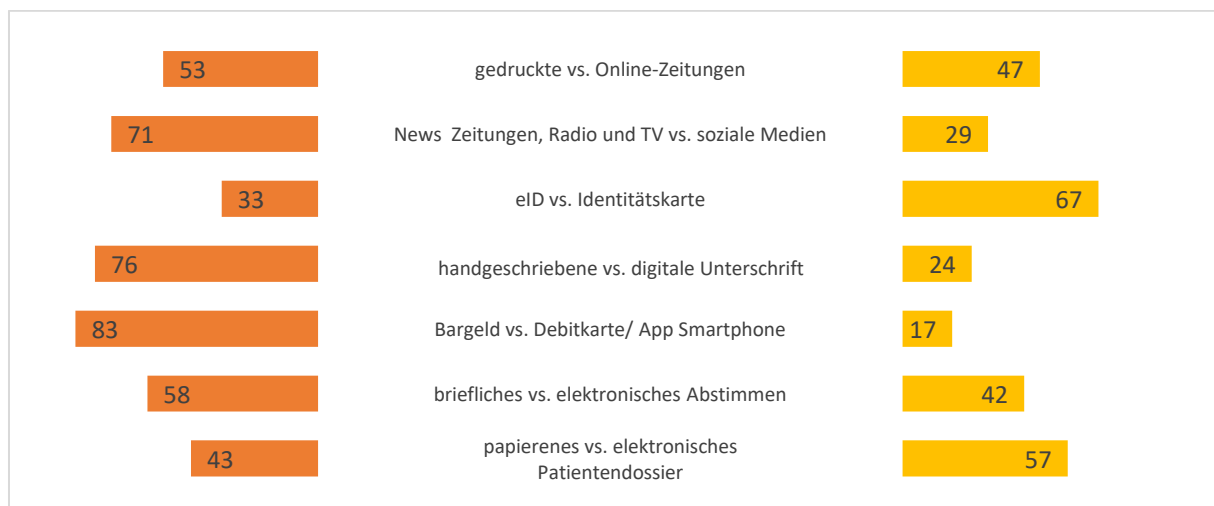 53 gedruckte vs. Online-Zeitungen 47
71 News  Zeitungen, Radio und TV vs. soziale Medien 29
33 eID vs. Identitätskarte 67
76 handgeschriebene vs. digitale Unterschrift 24
83 Bargeld vs. Debitkarte/ App Smartphone 17
58 briefliches vs. elektronisches Abstimmen 42
43 papierenes vs. elektronisches
Patientendossier 57